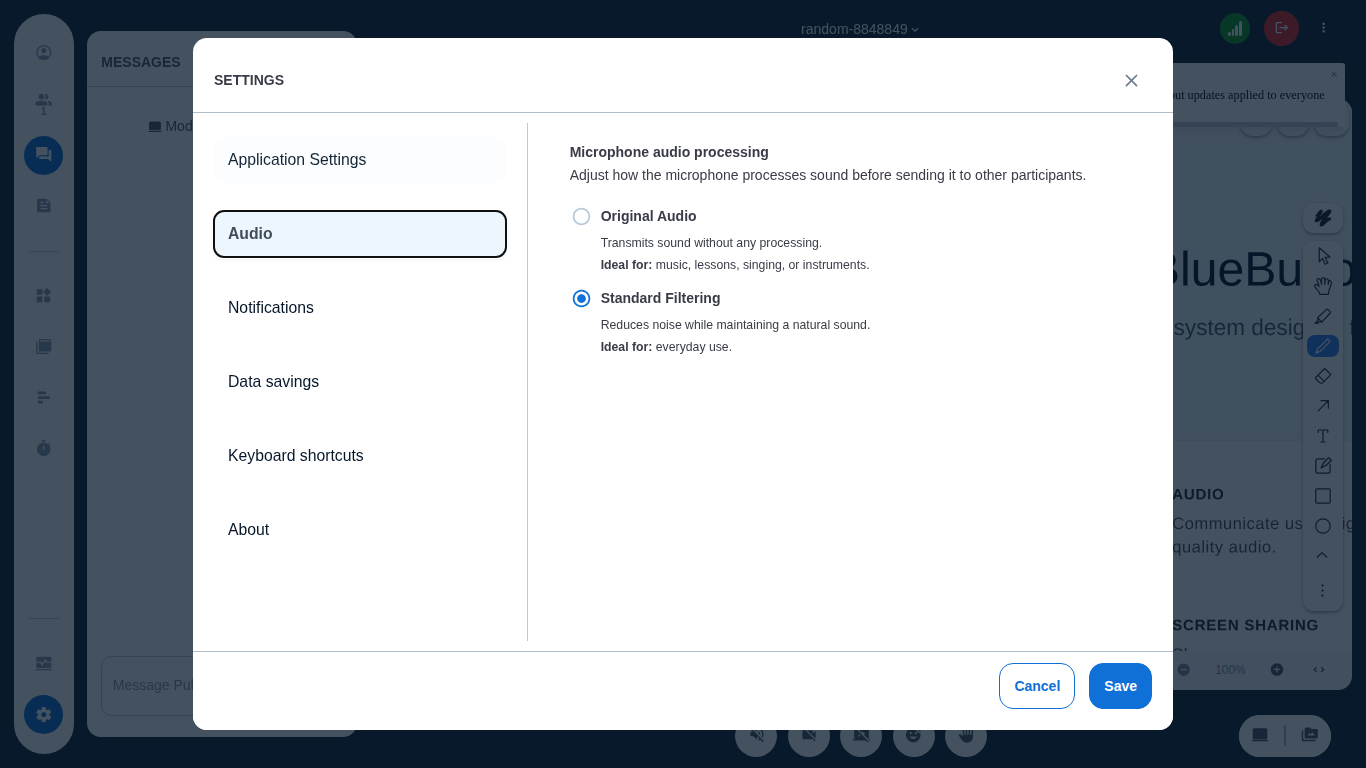 random-8848849
MESSAGES
1
SETTINGS
updates applied to everyone
Application Settings
Microphone audio processing
Adjust how the microphone processes sound before sending it to other participants.
Original Audio
Transmits sound without any processing.
Ideal for: music, lessons, singing, or instruments.
Audio
Standard Filtering
Reduces noise while maintaining a natural sound.
Ideal for: everyday use.
Notifications
system
Data savings
Keyboard shortcuts
AUDIO
Communicate
quality audio.
About
SCREEN SHARING
100%
Message
Cancel
Save